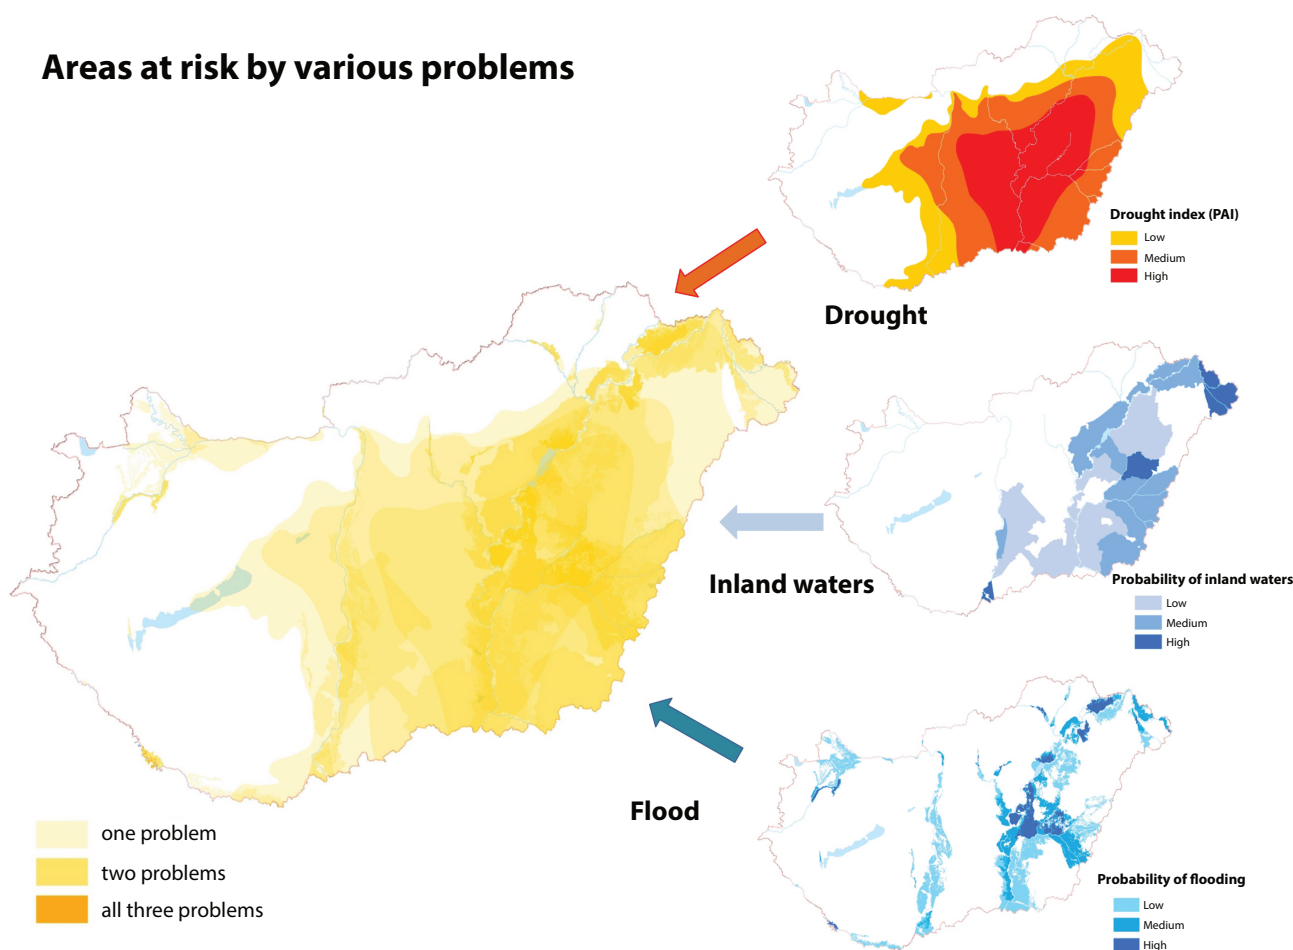 Areas at risk by various problems
Drought index (PAI)
Low
Medium
High
Drought
Inland waters
Probability of inland waters
Low
Medium
High
Flood
one problem
two problems
all three problems
Probability of flooding
Low
Medium
High